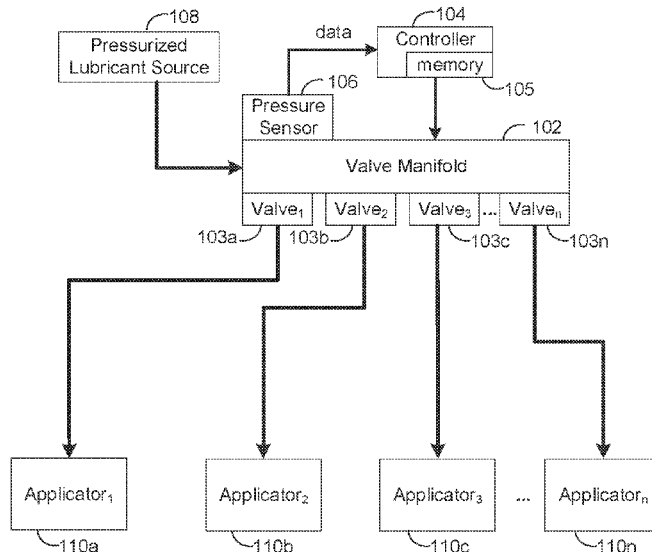 108
Pressurized
Lubricant Source
data
104
Controller
memory
105
106
Pressure
Sensor
102
Valve Manifold
Valve₁ Valve₂ Valve₃ ... Valveₙ
103a 103b 103c 103n
Applicator₁ Applicator₂ Applicator₃ ... Applicatorₙ
110a 110b 110c 110n